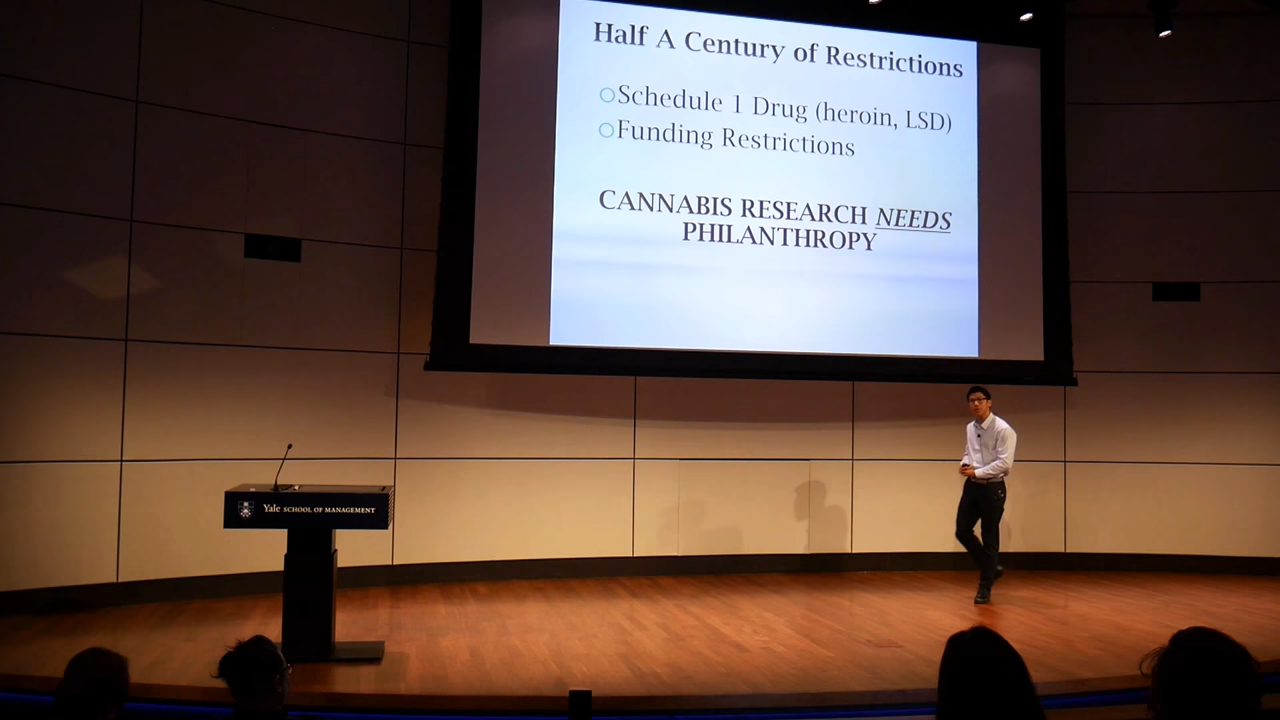 Half A Century of Restrictions
Schedule 1 Drug (heroin, LSD)
Funding Restrictions
CANNABIS RESEARCH NEEDS
PHILANTHROPY
Yale SCHOOL OF MANAGEMENT